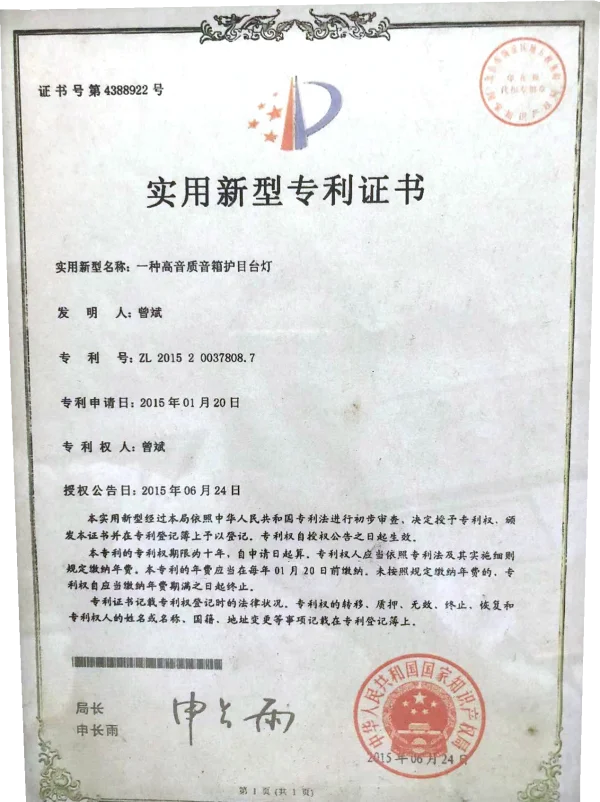 证书号第4388922号
实用新型专利证书
实用新型名称：一种高音质音箱护目台灯
发 明 人：曾斌
专 利 号：ZL 2015 2 0037808.7
专利申请日：2015年01月20日
专 利 权 人：曾斌
授权公告日：2015年06月24日
本实用新型经过本局依照中华人民共和国专利法进行初步审查，决定授予专利权，颁
发本证书并在专利登记簿上予以登记。专利权自授权公告之日起生效。
本专利的专利权期限为十年，自申请日起算。专利权人应当依照专利法及其实施细则
规定缴纳年费。本专利的年费应当在每年01月20日前缴纳。未按照规定缴纳年费的，专
利权自应当缴纳年费期满之日起终止。
专利证书记载专利权登记时的法律状况。专利权的转移、质押、无效、终止、恢复和
专利权人的姓名或名称、国籍、地址变更等事项记载在专利登记簿上。
局长
申长雨
申长雨
中华人民共和国国家知识产权局
2015年06月24日
第1页（共1页）